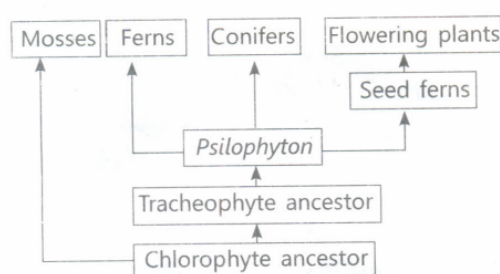 Mosses Ferns Conifers Flowering plants
Seed ferns
Psilophyton
Tracheophyte ancestor
Chlorophyte ancestor